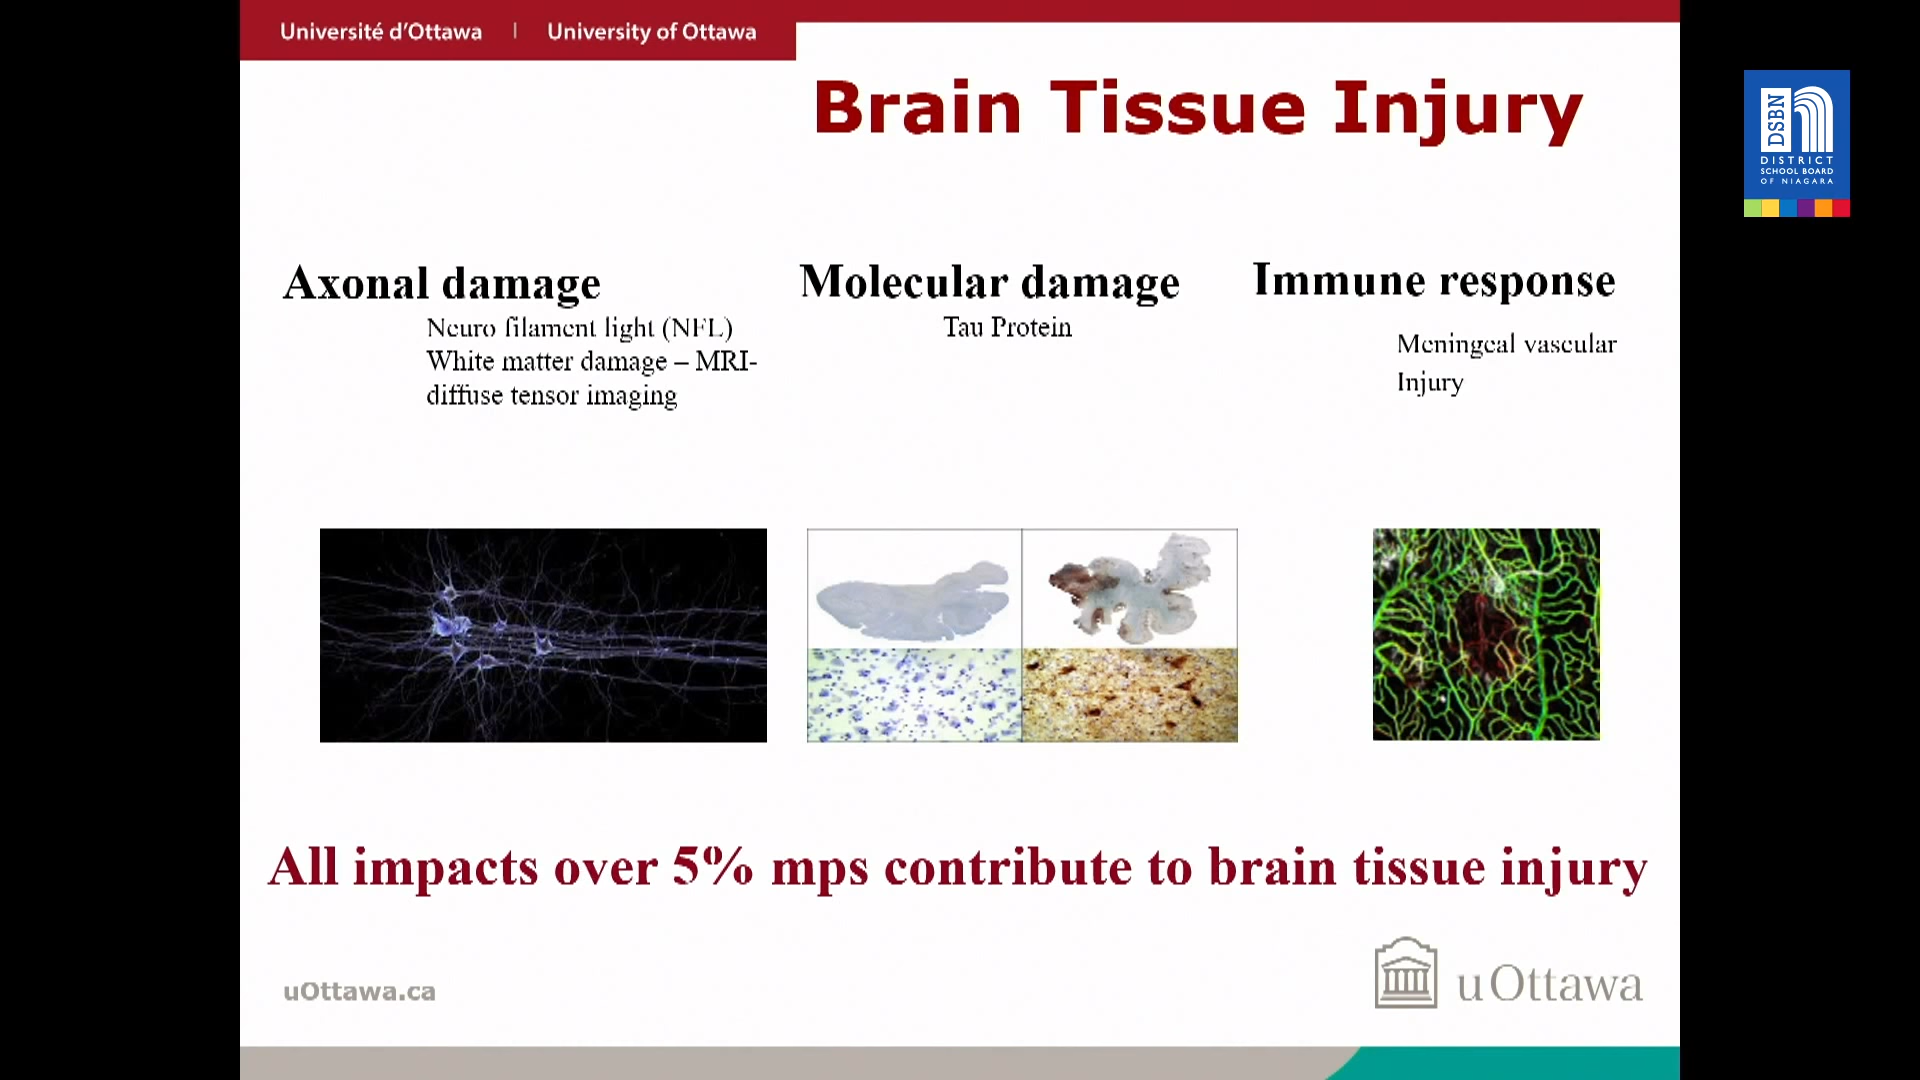 Université d'Ottawa | University of Ottawa
Brain Tissue Injury
DSBN
DISTRICT
SCHOOL BOARD
OF NIAGARA
Axonal damage
Neuro filament light (NFL)
White matter damage – MRI-
diffuse tensor imaging
Molecular damage
Tau Protein
Immune response
Meningeal vascular
Injury
All impacts over 5% mps contribute to brain tissue injury
uOttawa.ca
uOttawa